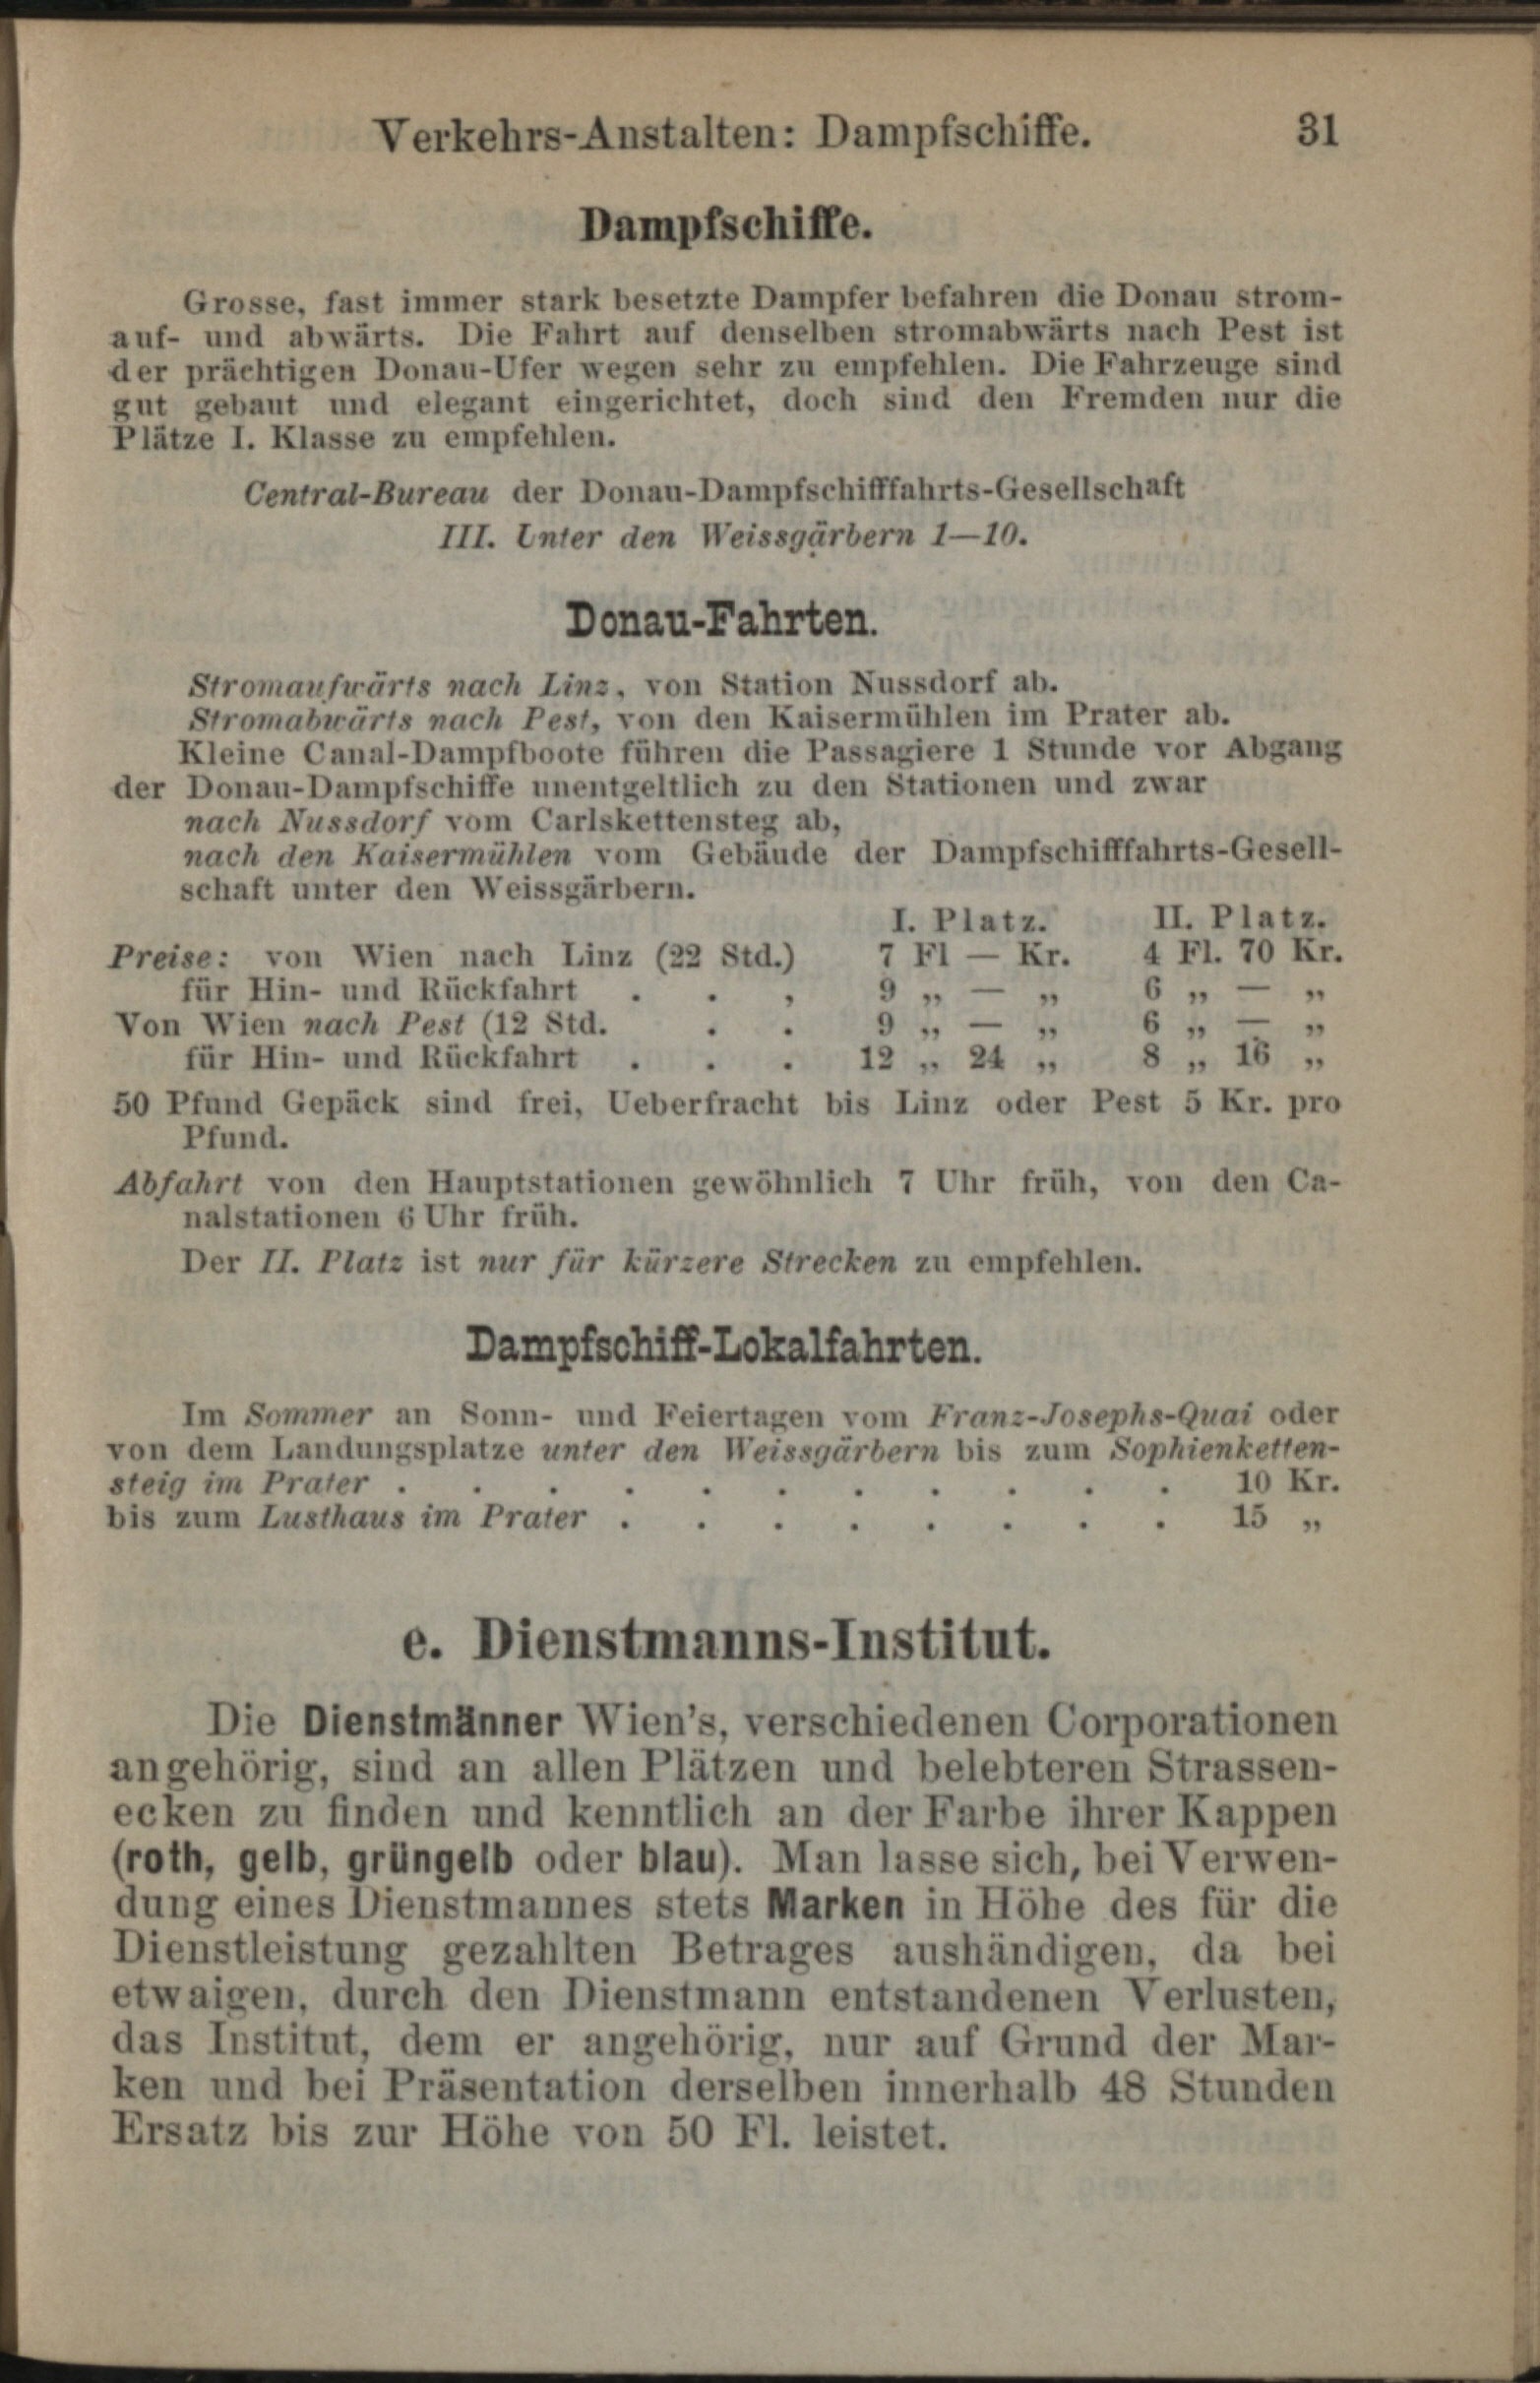 Verkehrs-Anstalten: Dampfschiffe. 31
Dampfschiffe.
Grosse, fast immer stark besetzte Dampfer befahren die Donau strom-
auf- und abwärts. Die Fahrt auf denselben stromabwärts nach Pest ist
der prächtigen Donau-Ufer wegen sehr zu empfehlen. Die Fahrzeuge sind
gut gebaut und elegant eingerichtet, doch sind den Fremden nur die
Plätze I. Klasse zu empfehlen.
Central-Bureau der Donau-Dampfschifffahrts-Gesellschaft
III. Unter den Weissgärbern 1—10.
Donau-Fahrten.
Stromaufwärts nach Linz, von Station Nussdorf ab.
Stromabwärts nach Pest, von den Kaisermühlen im Prater ab.
Kleine Canal-Dampfboote führen die Passagiere 1 Stunde vor Abgang
der Donau-Dampfschiffe unentgeltlich zu den Stationen und zwar
nach Nussdorf vom Carlskettensteg ab,
nach den Kaisermühlen vom Gebäude der Dampfschifffahrts-Gesell-
schaft unter den Weissgärbern.
I. Platz. II. Platz.
Preise: von Wien nach Linz (22 Std.) 7 Fl — Kr. 4 Fl. 70 Kr.
für Hin- und Rückfahrt . . , 9 „ — „ 6 „ — „
Von Wien nach Pest (12 Std. . . 9 „ — „ 6 „ — „
für Hin- und Rückfahrt . . . 12 „ 24 „ 8 „ 16 „
50 Pfund Gepäck sind frei, Ueberfracht bis Linz oder Pest 5 Kr. pro
Pfund.
Abfahrt von den Hauptstationen gewöhnlich 7 Uhr früh, von den Ca-
nalstationen 6 Uhr früh.
Der II. Platz ist nur für kürzere Strecken zu empfehlen.
Dampfschiff-Lokalfahrten.
Im Sommer an Sonn- und Feiertagen vom Franz-Josephs-Quai oder
von dem Landungsplatze unter den Weissgärbern bis zum Sophienketten-
steig im Prater . . . . . . . . . . . 10 Kr.
bis zum Lusthaus im Prater . . . . . . . . 15 „
e. Dienstmanns-Institut.
Die Dienstmänner Wien's, verschiedenen Corporationen
angehörig, sind an allen Plätzen und belebteren Strassen-
ecken zu finden und kenntlich an der Farbe ihrer Kappen
(roth, gelb, grüngelb oder blau). Man lasse sich, bei Verwen-
dung eines Dienstmannes stets Marken in Höhe des für die
Dienstleistung gezahlten Betrages aushändigen, da bei
etwaigen, durch den Dienstmann entstandenen Verlusten,
das Institut, dem er angehörig, nur auf Grund der Mar-
ken und bei Präsentation derselben innerhalb 48 Stunden
Ersatz bis zur Höhe von 50 Fl. leistet.